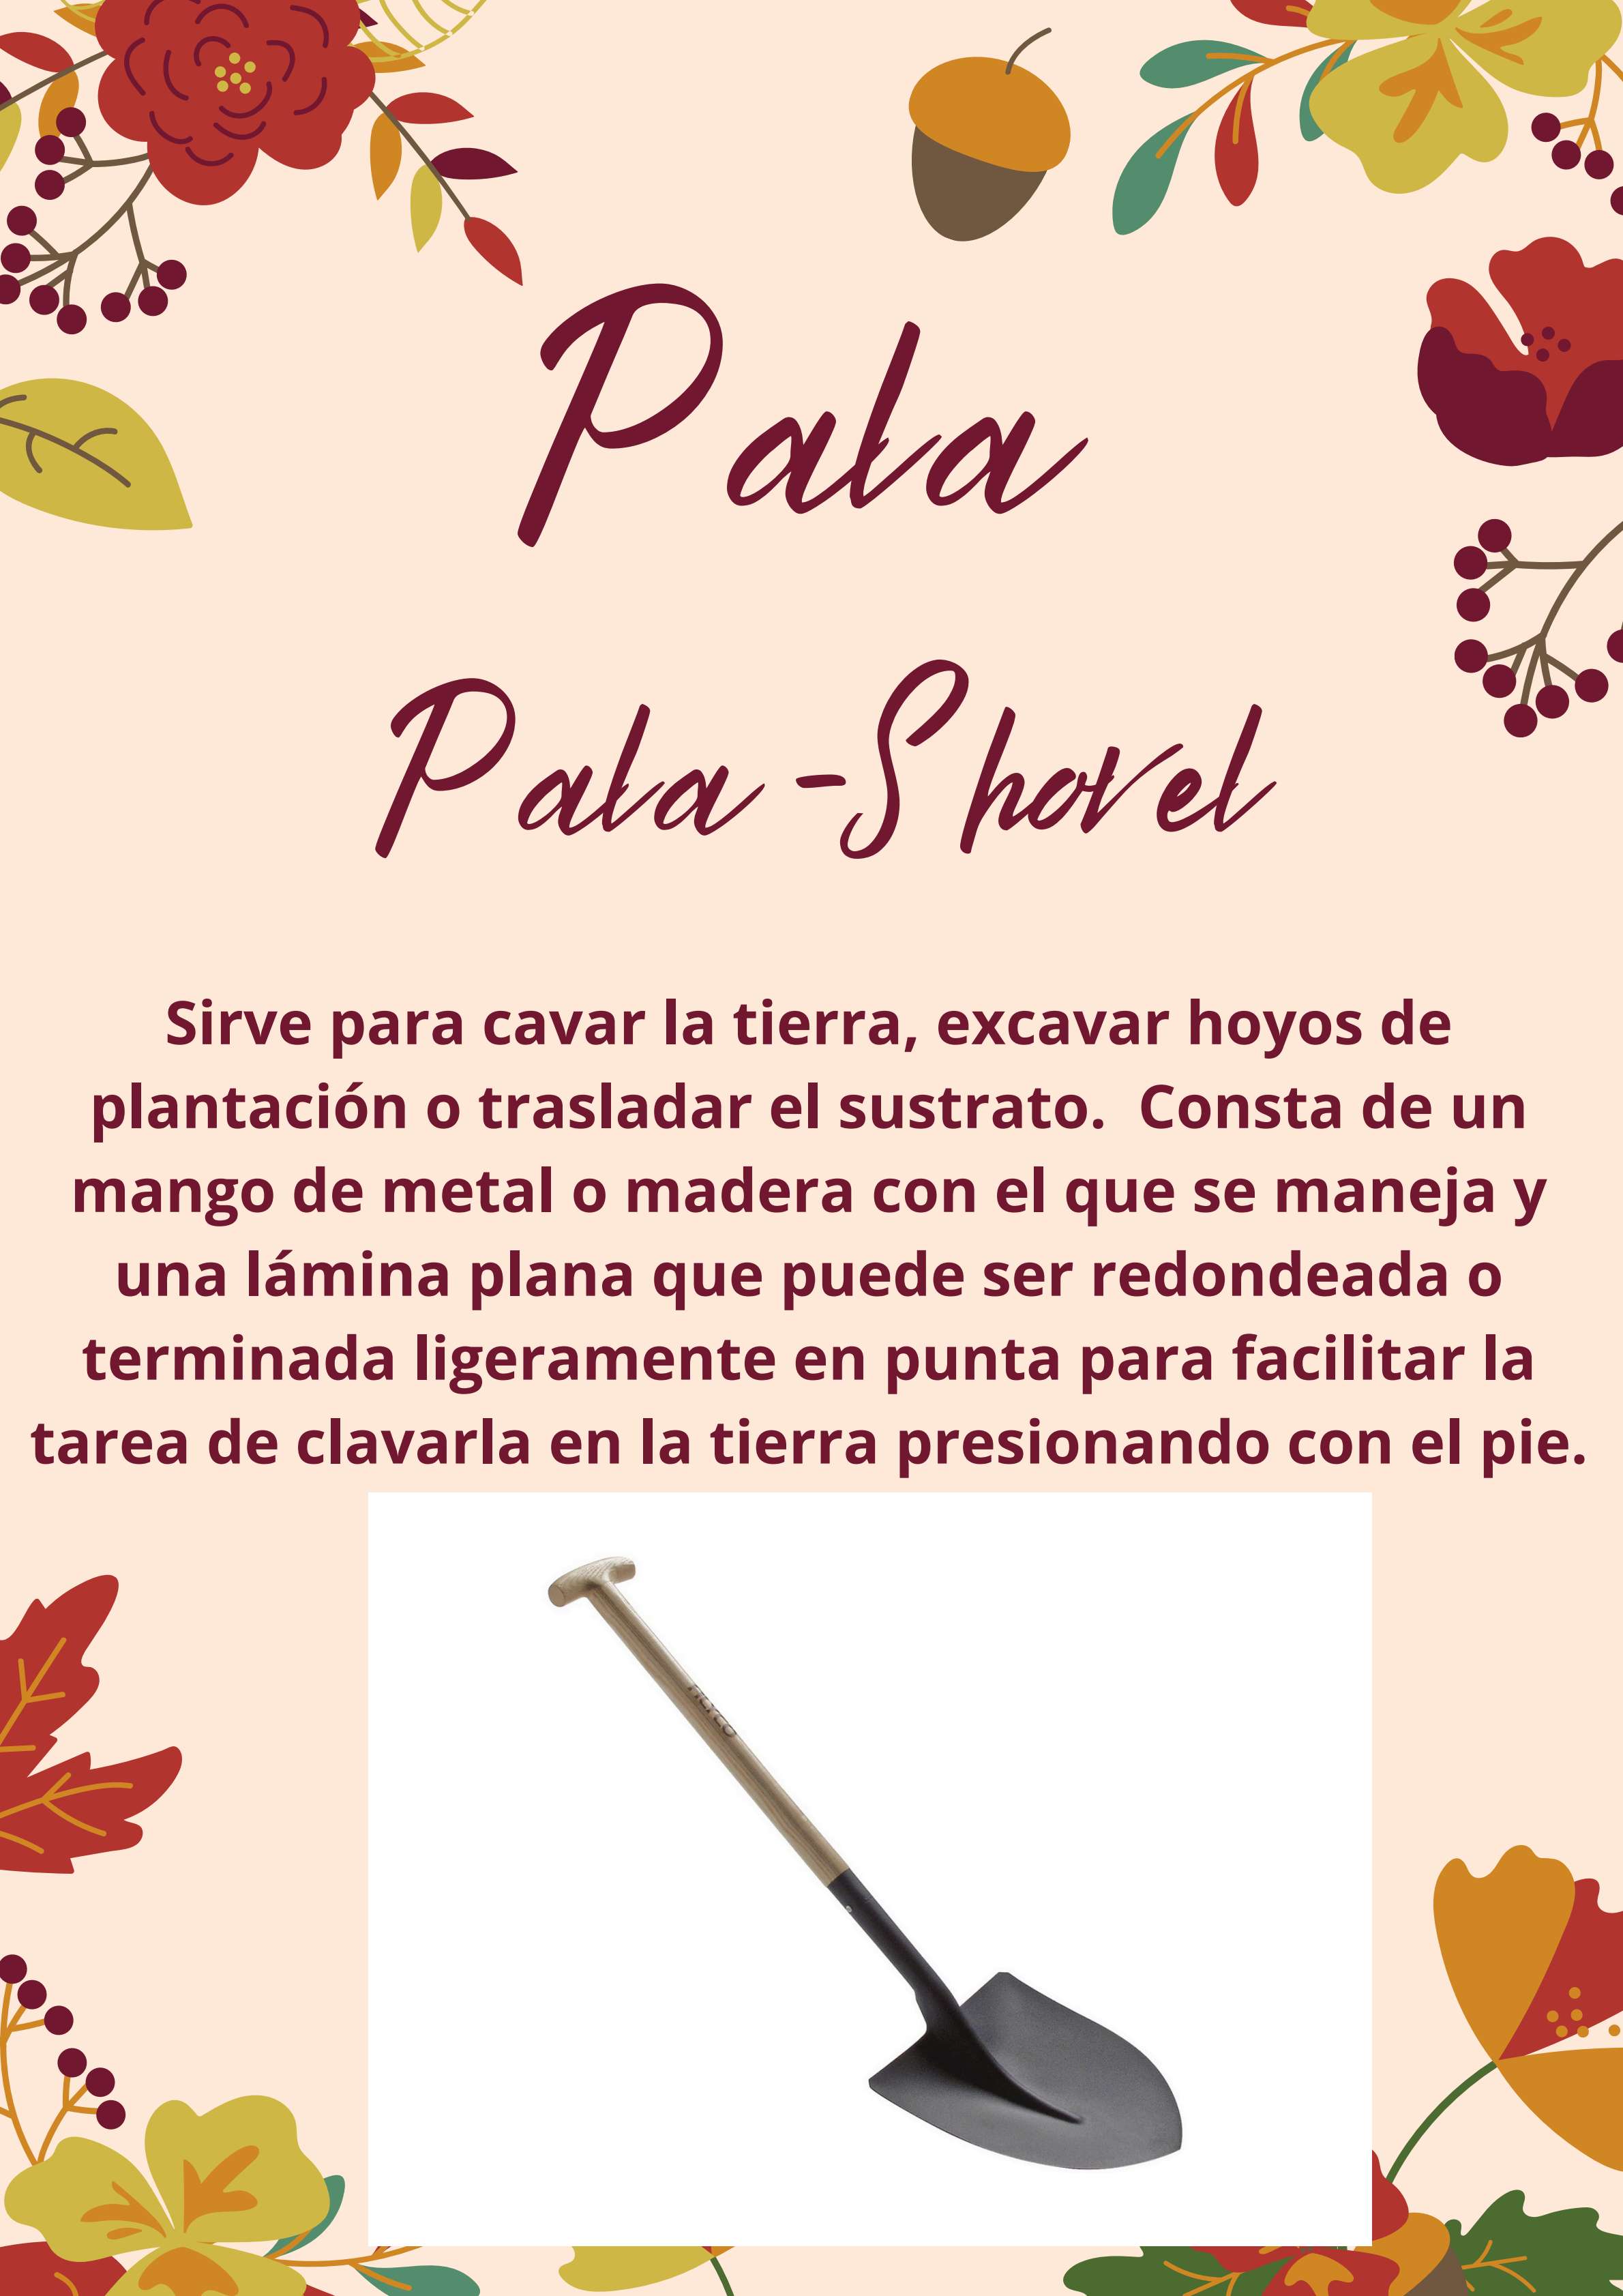 Pala
Pala -Shovel
Sirve para cavar la tierra, excavar hoyos de
plantación o trasladar el sustrato.  Consta de un
mango de metal o madera con el que se maneja y
una lámina plana que puede ser redondeada o
terminada ligeramente en punta para facilitar la
tarea de clavarla en la tierra presionando con el pie.